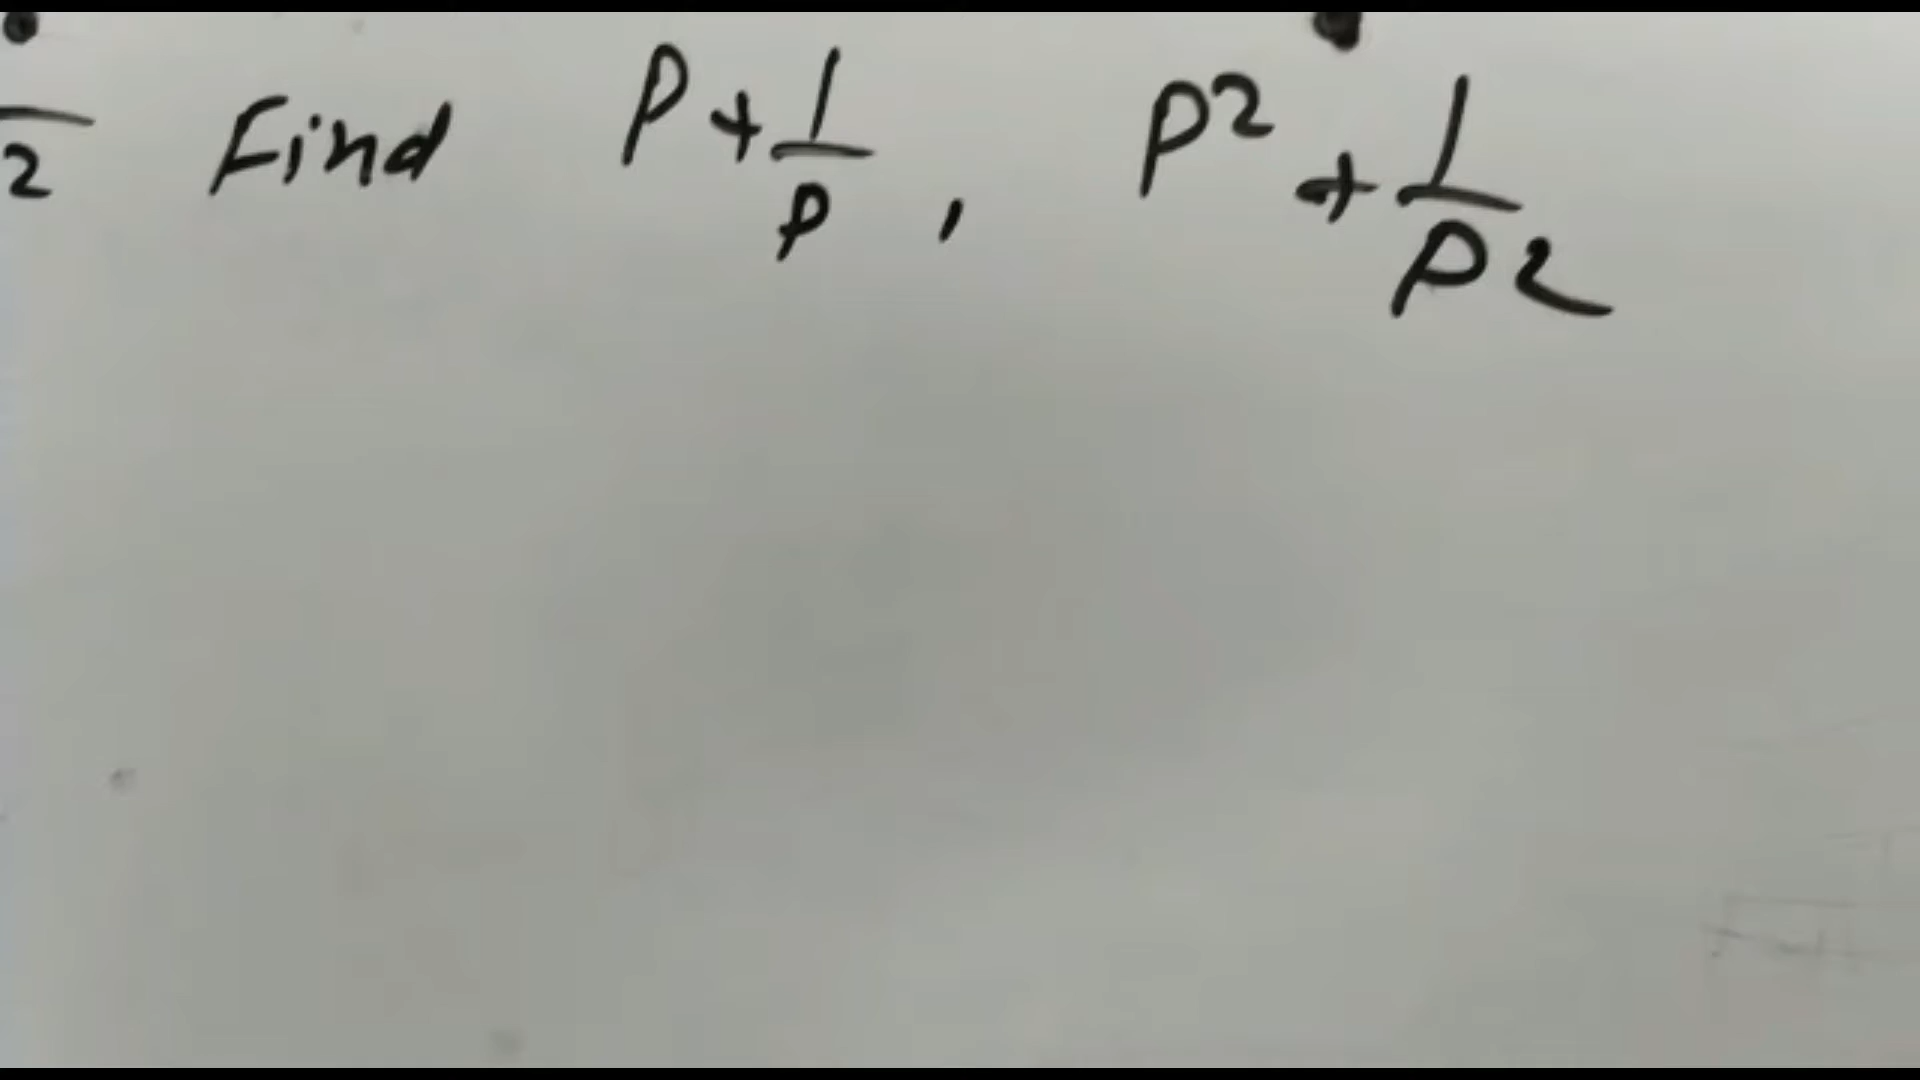 —/2 Find P + 1/p , P² + 1/p²